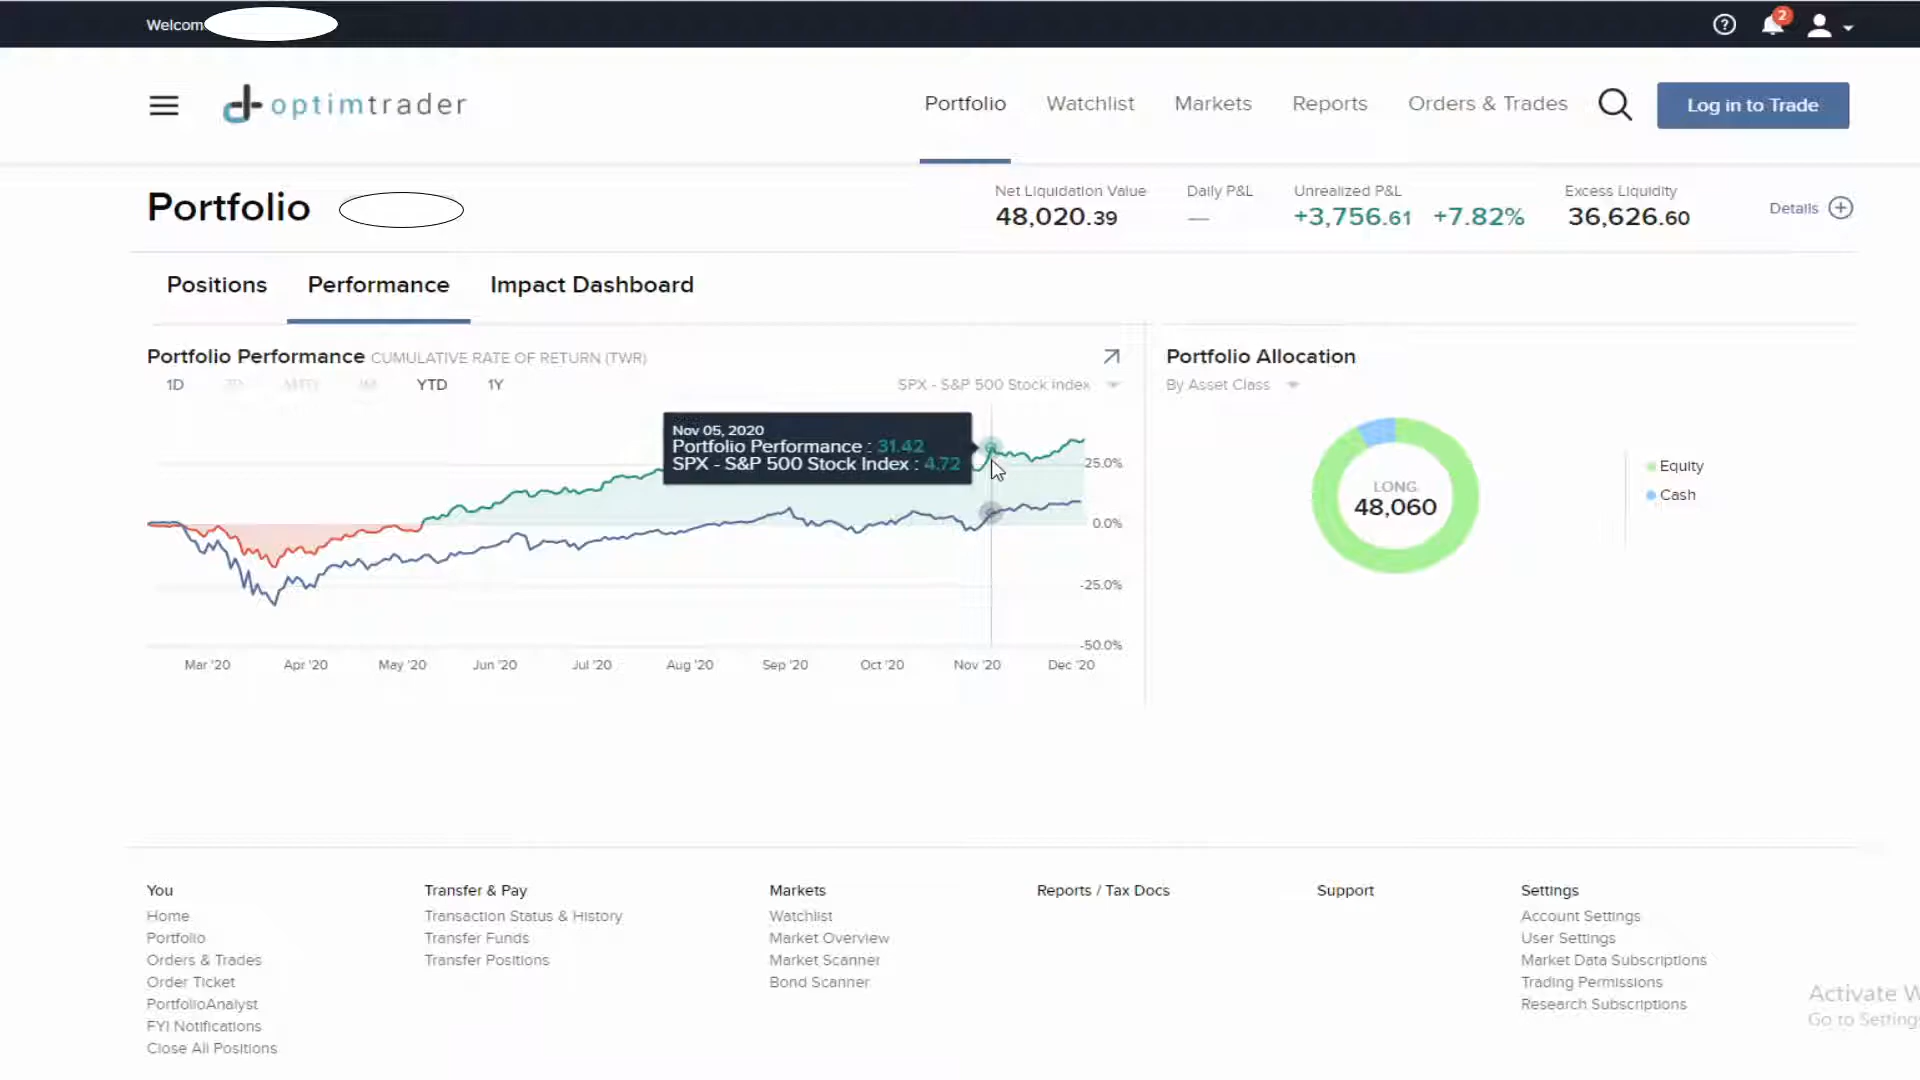 Welcom
2
optimtrader
Portfolio
Watchlist
Markets
Reports
Orders & Trades
Log in to Trade
Portfolio
Net Liquidation Value
48,020.39
Daily P&L
—
Unrealized P&L
+3,756.61 +7.82%
Excess Liquidity
36,626.60
Details
Positions
Performance
Impact Dashboard
Portfolio Performance CUMULATIVE RATE OF RETURN (TWR)
1D
7D
MTD
1M
YTD
1Y
SPX - S&P 500 Stock Index
Nov 05, 2020
Portfolio Performance : 31.42
SPX - S&P 500 Stock Index : 4.72
25.0%
0.0%
-25.0%
-50.0%
Mar '20
Apr '20
May '20
Jun '20
Jul '20
Aug '20
Sep '20
Oct '20
Nov '20
Dec '20
Portfolio Allocation
By Asset Class
LONG
48,060
Equity
Cash
You
Home
Portfolio
Orders & Trades
Order Ticket
PortfolioAnalyst
FYI Notifications
Close All Positions
Transfer & Pay
Transaction Status & History
Transfer Funds
Transfer Positions
Markets
Watchlist
Market Overview
Market Scanner
Bond Scanner
Reports / Tax Docs
Support
Settings
Account Settings
User Settings
Market Data Subscriptions
Trading Permissions
Research Subscriptions
Activate W
Go to Setting